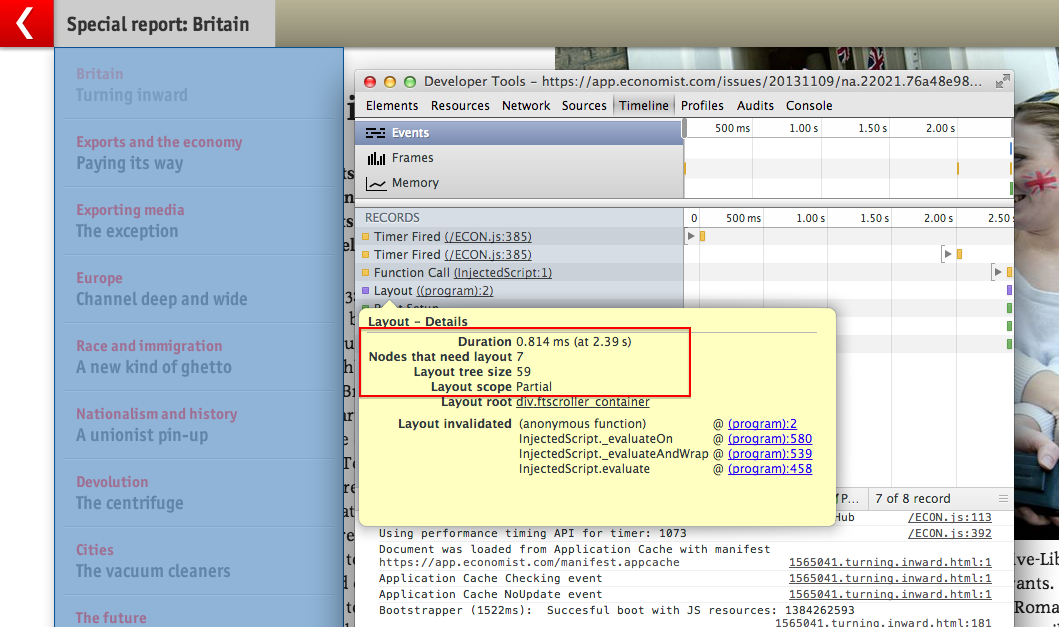 Special report: Britain
Britain
Turning inward
Exports and the economy
Paying its way
Exporting media
The exception
Europe
Channel deep and wide
Race and immigration
A new kind of ghetto
Nationalism and history
A unionist pin-up
Devolution
The centrifuge
Cities
The vacuum cleaners
The future
Developer Tools - https://app.economist.com/issues/20131109/na.22021.76a48e98...
Elements Resources Network Sources Timeline Profiles Audits Console
Events
Frames
Memory
500 ms 1.00 s 1.50 s 2.00 s
RECORDS
0 500 ms 1.00 s 1.50 s 2.00 s 2.50
Timer Fired (/ECON.js:385)
Timer Fired (/ECON.js:385)
Function Call (InjectedScript:1)
Layout ((program):2)
Layout – Details
Duration 0.814 ms (at 2.39 s)
Nodes that need layout 7
Layout tree size 59
Layout scope Partial
Layout root div.ftscroller_container
Layout invalidated (anonymous function) @ (program):2
InjectedScript._evaluateOn @ (program):580
InjectedScript._evaluateAndWrap @ (program):539
InjectedScript.evaluate @ (program):458
P... 7 of 8 record
Hub /ECON.js:113
Using performance timing API for timer: 1073 /ECON.js:392
Document was loaded from Application Cache with manifest
https://app.economist.com/manifest.appcache 1565041.turning.inward.html:1
Application Cache Checking event 1565041.turning.inward.html:1
Application Cache NoUpdate event 1565041.turning.inward.html:1
Bootstrapper (1522ms): Succesful boot with JS resources: 1384262593
1565041.turning.inward.html:181
ive-Lib
ants.
Roma